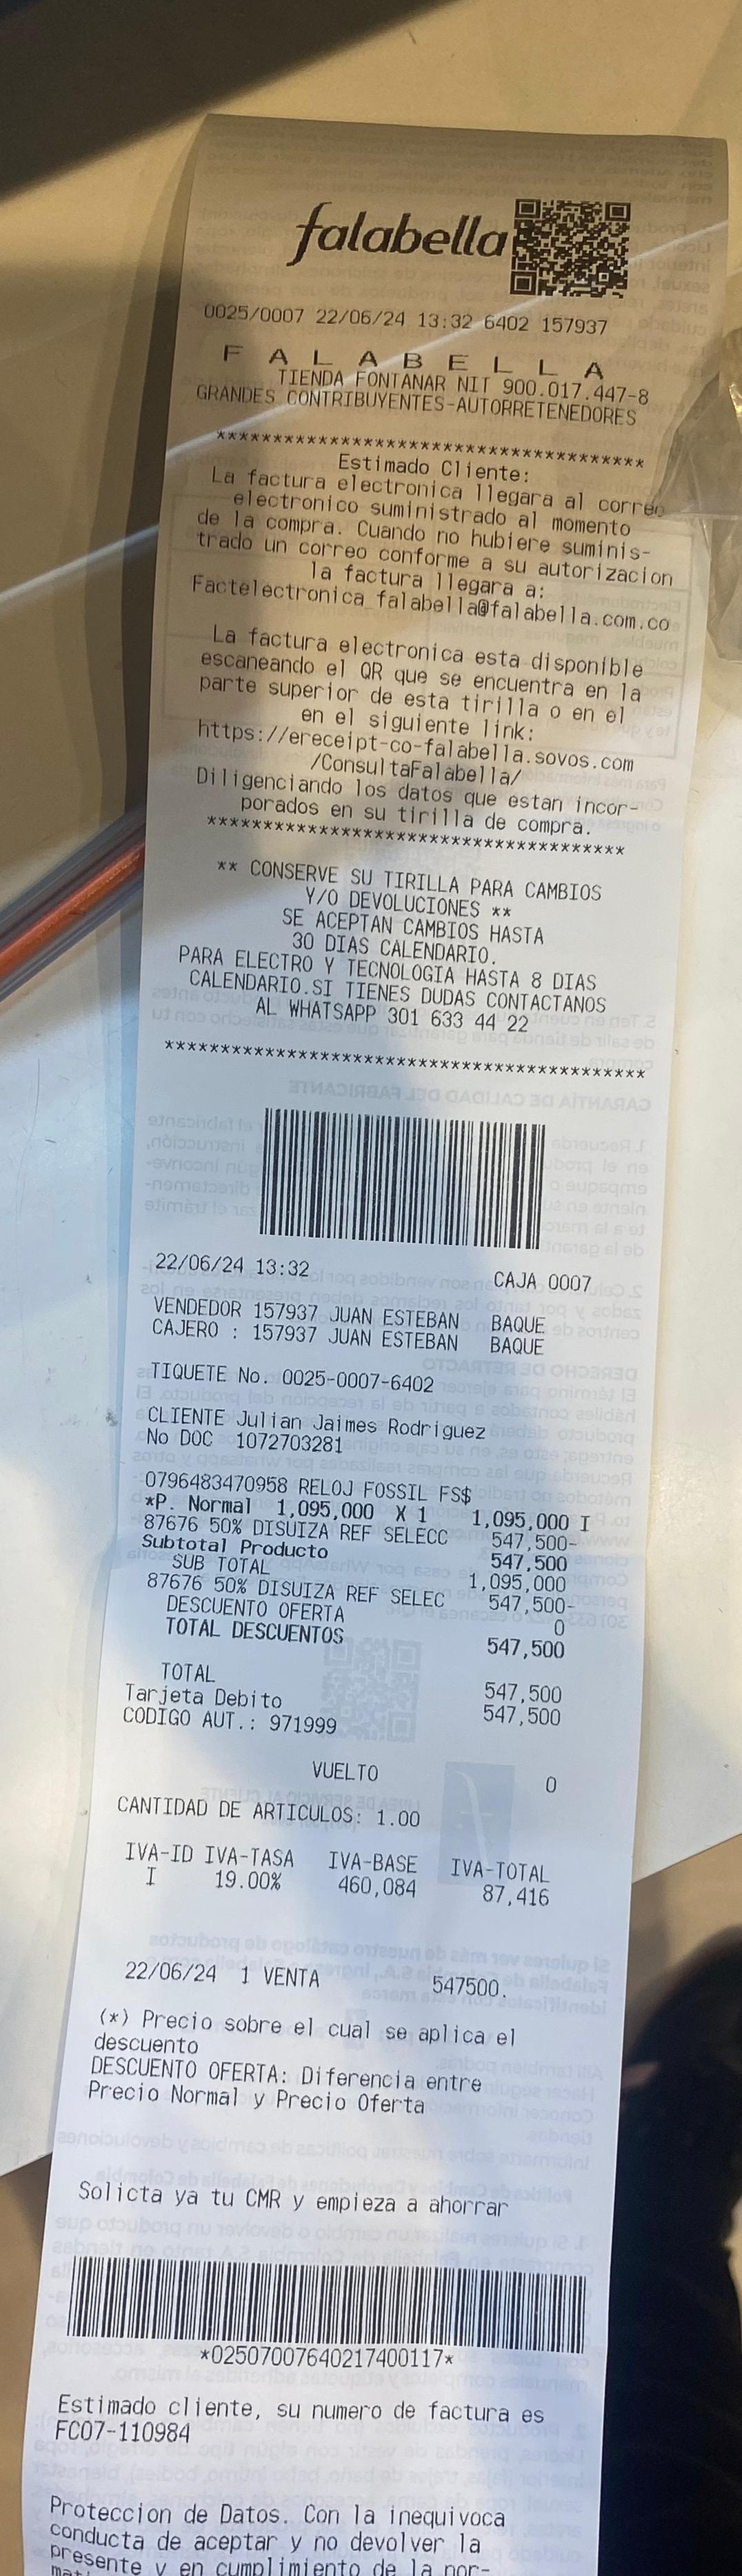 falabella
0025/0007 22/06/24 13:32 6402 157937
F A L A B E L L A
TIENDA FONTANAR NIT 900.017.447-8
GRANDES CONTRIBUYENTES-AUTORRETENEDORES
**************************************
Estimado Cliente:
La factura electronica llegara al correo
electronico suministrado al momento
de la compra. Cuando no hubiere suminis-
trado un correo conforme a su autorizacion
la factura llegara a:
Factelectronica_falabella@falabella.com.co
La factura electronica esta disponible
escaneando el QR que se encuentra en la
parte superior de esta tirilla o en el
en el siguiente link:
https://ereceipt-co-falabella.sovos.com
/ConsultaFalabella/
Diligenciando los datos que estan incor-
porados en su tirilla de compra.
**************************************
** CONSERVE SU TIRILLA PARA CAMBIOS
Y/O DEVOLUCIONES **
SE ACEPTAN CAMBIOS HASTA
30 DIAS CALENDARIO.
PARA ELECTRO Y TECNOLOGIA HASTA 8 DIAS
CALENDARIO.SI TIENES DUDAS CONTACTANOS
AL WHATSAPP 301 633 44 22
*******************************************
22/06/24 13:32 CAJA 0007
VENDEDOR 157937 JUAN ESTEBAN BAQUE
CAJERO : 157937 JUAN ESTEBAN BAQUE
TIQUETE No. 0025-0007-6402
CLIENTE Julian Jaimes Rodriguez
No DOC 1072703281
0796483470958 RELOJ FOSSIL FS$
*P. Normal 1,095,000 X 1 1,095,000 I
87676 50% DISUIZA REF SELECC 547,500-
Subtotal Producto 547,500
SUB TOTAL 1,095,000
87676 50% DISUIZA REF SELEC 547,500-
DESCUENTO OFERTA 0
TOTAL DESCUENTOS 547,500
TOTAL 547,500
Tarjeta Debito 547,500
CODIGO AUT.: 971999
VUELTO 0
CANTIDAD DE ARTICULOS: 1.00
IVA-ID IVA-TASA IVA-BASE IVA-TOTAL
I 19.00% 460,084 87,416
22/06/24 1 VENTA 547500.
(*) Precio sobre el cual se aplica el
descuento
DESCUENTO OFERTA: Diferencia entre
Precio Normal y Precio Oferta
Solicta ya tu CMR y empieza a ahorrar
*02507007640217400117*
Estimado cliente, su numero de factura es
FC07-110984
Proteccion de Datos. Con la inequivoca
conducta de aceptar y no devolver la
presente y en cumplimiento de la nor-